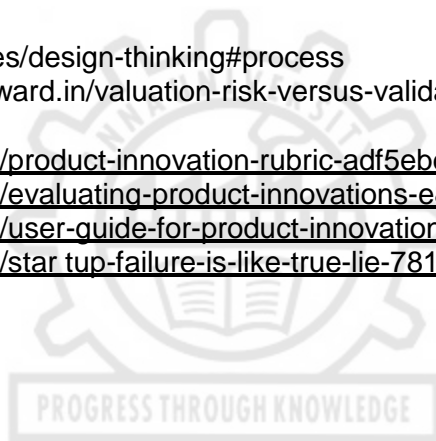 es/design-thinking#process
ward.in/valuation-risk-versus-valida
/product-innovation-rubric-adf5eb
/evaluating-product-innovations-e
/user-guide-for-product-innovation
/star tup-failure-is-like-true-lie-781
PROGRESS THROUGH KNOWLEDGE